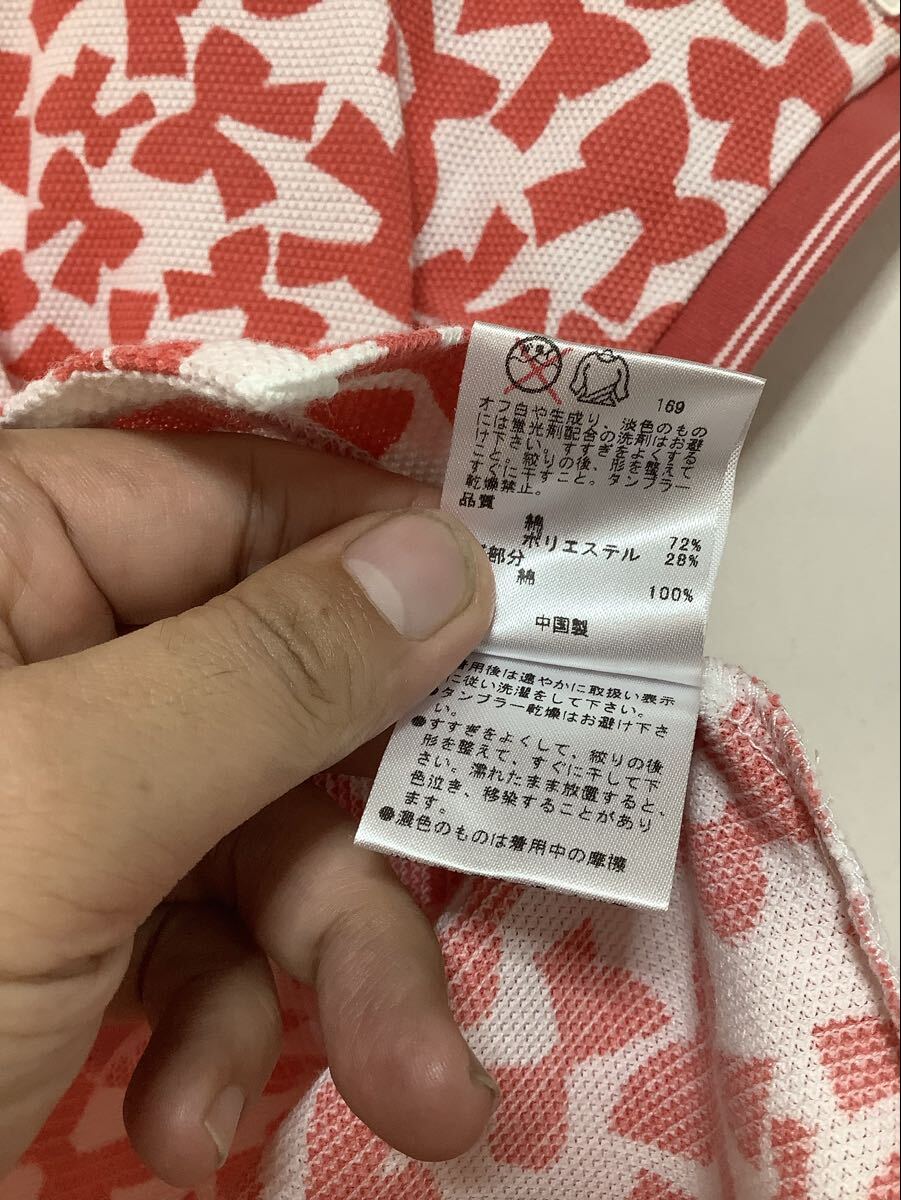 169
オフ白や生成り、淡色のもの
には蛍光剤配合の洗剤はお避
け下さい。すすぎをよくする
こと。絞りの後、形を整えて
すぐに干すこと。タンブラー
乾燥禁止。
品質
綿 72%
ポリエステル 28%
部分
綿 100%
中国製
着用後は速やかに取扱い表示
に従い洗濯をして下さい。
●タンブラー乾燥はお避け下さ
い。
●すすぎをよくして、絞りの後
形を整えて、すぐに干して下
さい。濡れたまま放置すると、
色泣き、移染することがあり
ます。
●濃色のものは着用中の摩擦